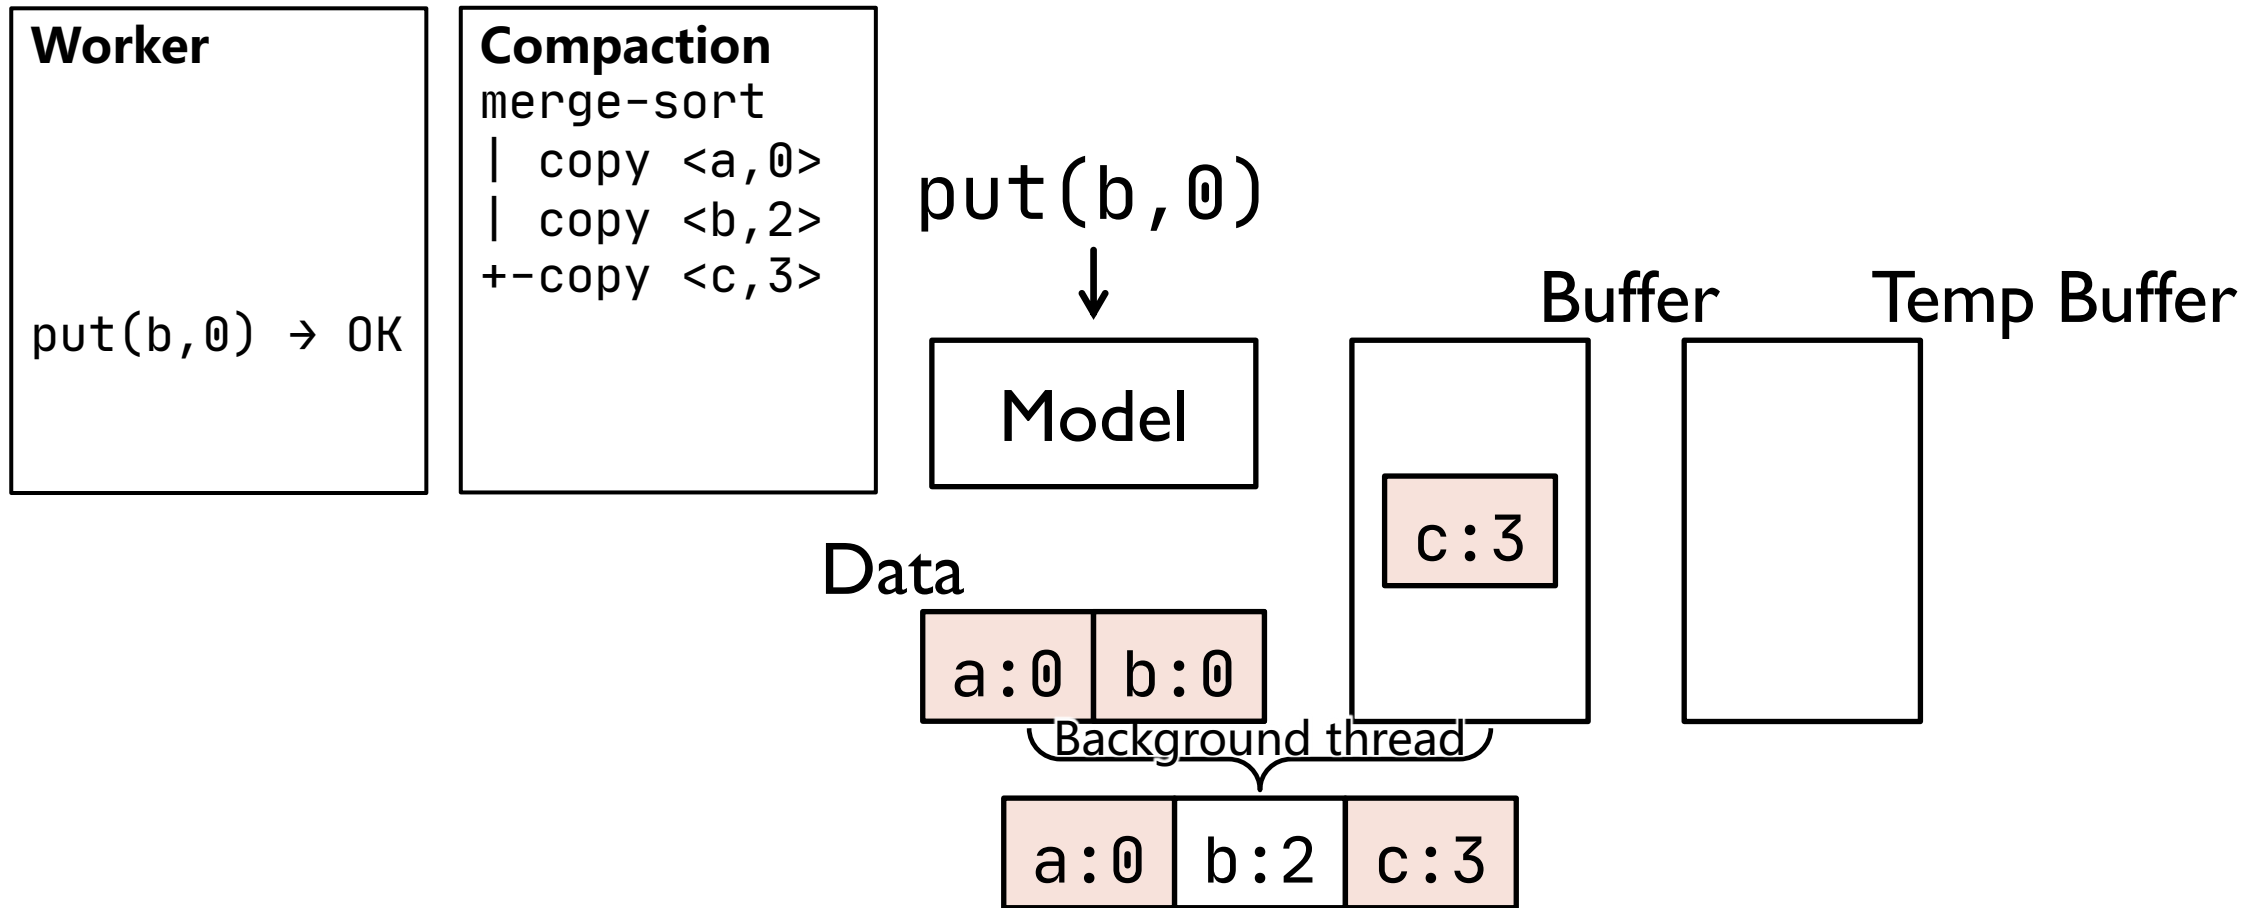 Worker
put(b,0) → OK
Compaction
merge-sort
| copy <a,0>
| copy <b,2>
+-copy <c,3>
put(b,0)
Model
Buffer
Temp Buffer
c:3
Data
a:0 b:0
Background thread
a:0 b:2 c:3